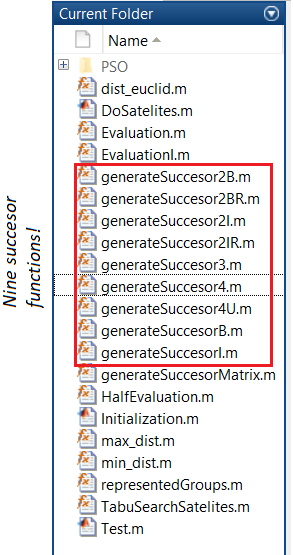 Current Folder
Name
PSO
dist_euclid.m
DoSatelites.m
Evaluation.m
EvaluationI.m
generateSuccesor2B.m
generateSuccesor2BR.m
generateSuccesor2I.m
generateSuccesor2IR.m
generateSuccesor3.m
generateSuccesor4.m
generateSuccesor4U.m
generateSuccesorB.m
generateSuccesorI.m
generateSuccesorMatrix.m
HalfEvaluation.m
Initialization.m
max_dist.m
min_dist.m
representedGroups.m
TabuSearchSatelites.m
Test.m
Nine succesor
functions!